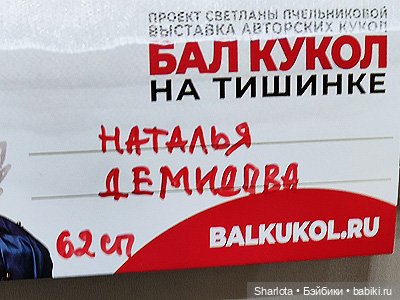 ПРОЕКТ СВЕТЛАНЫ ПЧЕЛЬНИКОВОЙ
ВЫСТАВКА АВТОРСКИХ КУКОЛ
БАЛ КУКОЛ
НА ТИШИНКЕ
НАТАЛЬЯ
ДЕМИДОВА
62 СП
BALKUKOL.RU
Sharlota • Бэйбики • babiki.ru